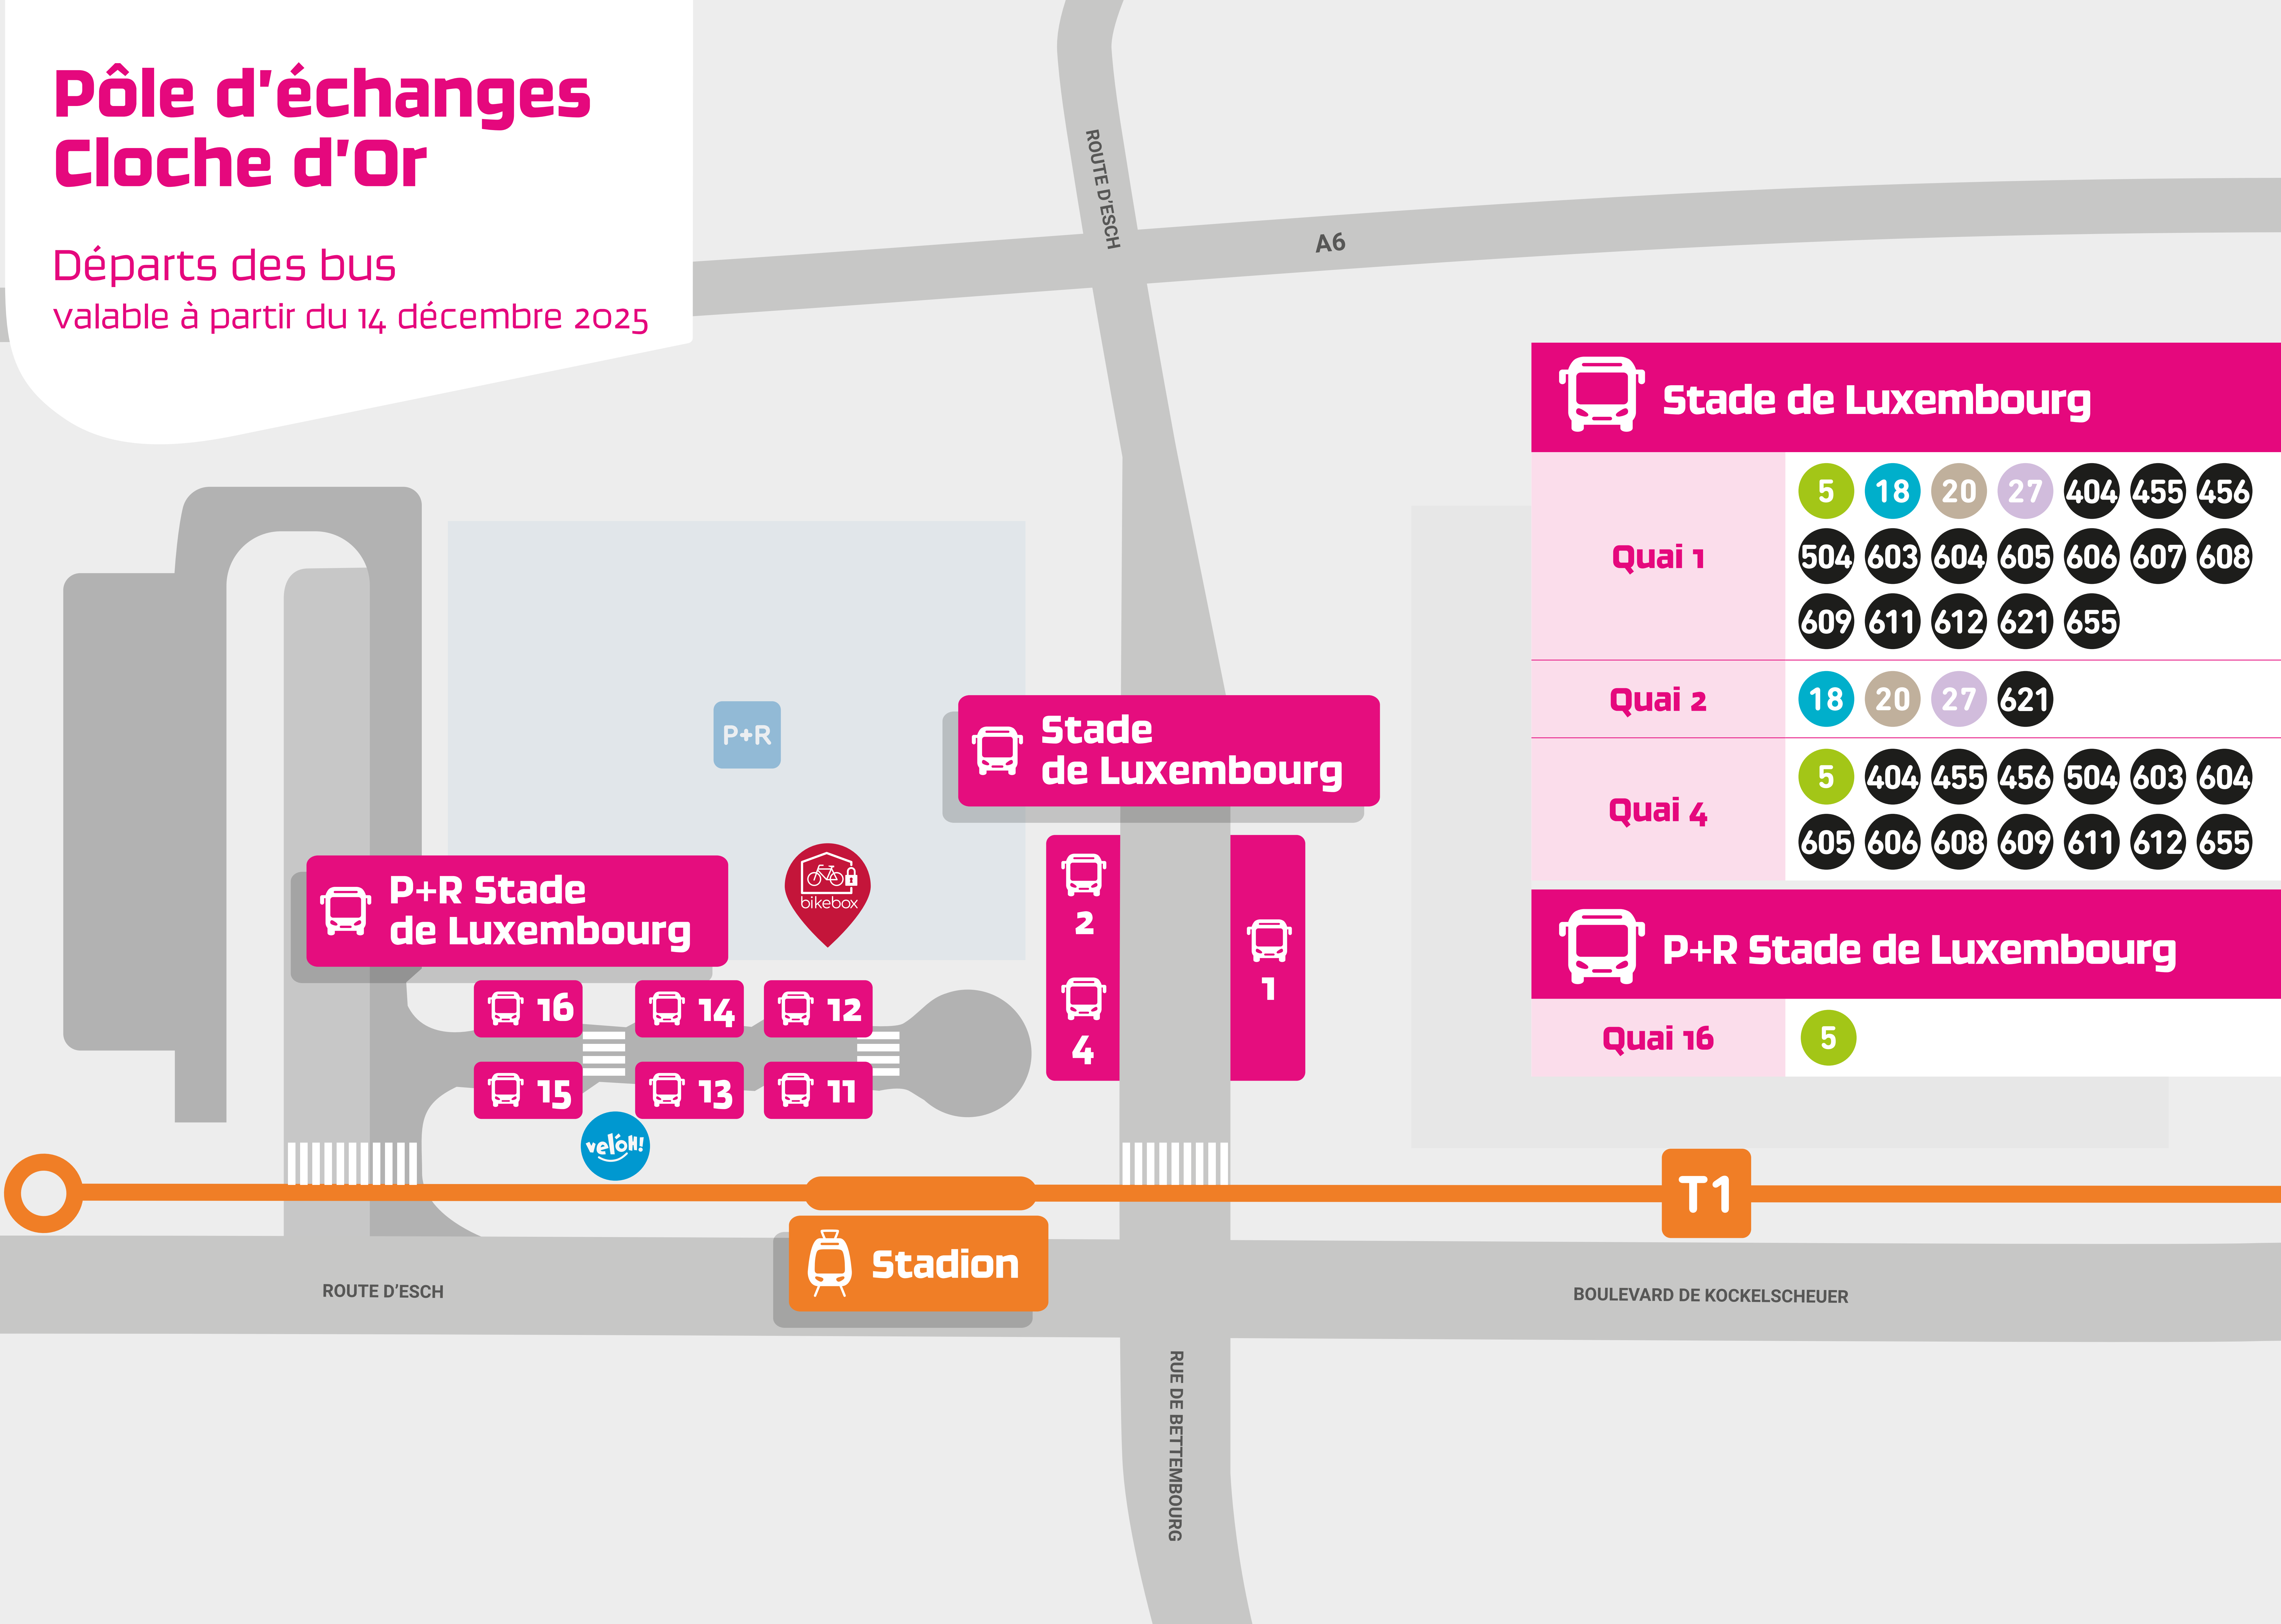 Pôle d'échanges
Cloche d'Or
Départs des bus
valable à partir du 14 décembre 2025
ROUTE D'ESCH
A6
Stade de Luxembourg
Quai 1
5 18 20 27 404 455 456
504 603 604 605 606 607 608
609 611 612 621 655
Quai 2
18 20 27 621
Quai 4
5 404 455 456 504 603 604
605 606 608 609 611 612 655
P+R Stade de Luxembourg
Quai 16
5
P+R
Stade
de Luxembourg
2
4
1
bikebox
P+R Stade
de Luxembourg
16 14 12
15 13 11
vel'oH!
T1
Stadion
ROUTE D'ESCH
BOULEVARD DE KOCKELSCHEUER
RUE DE BETTEMBOURG